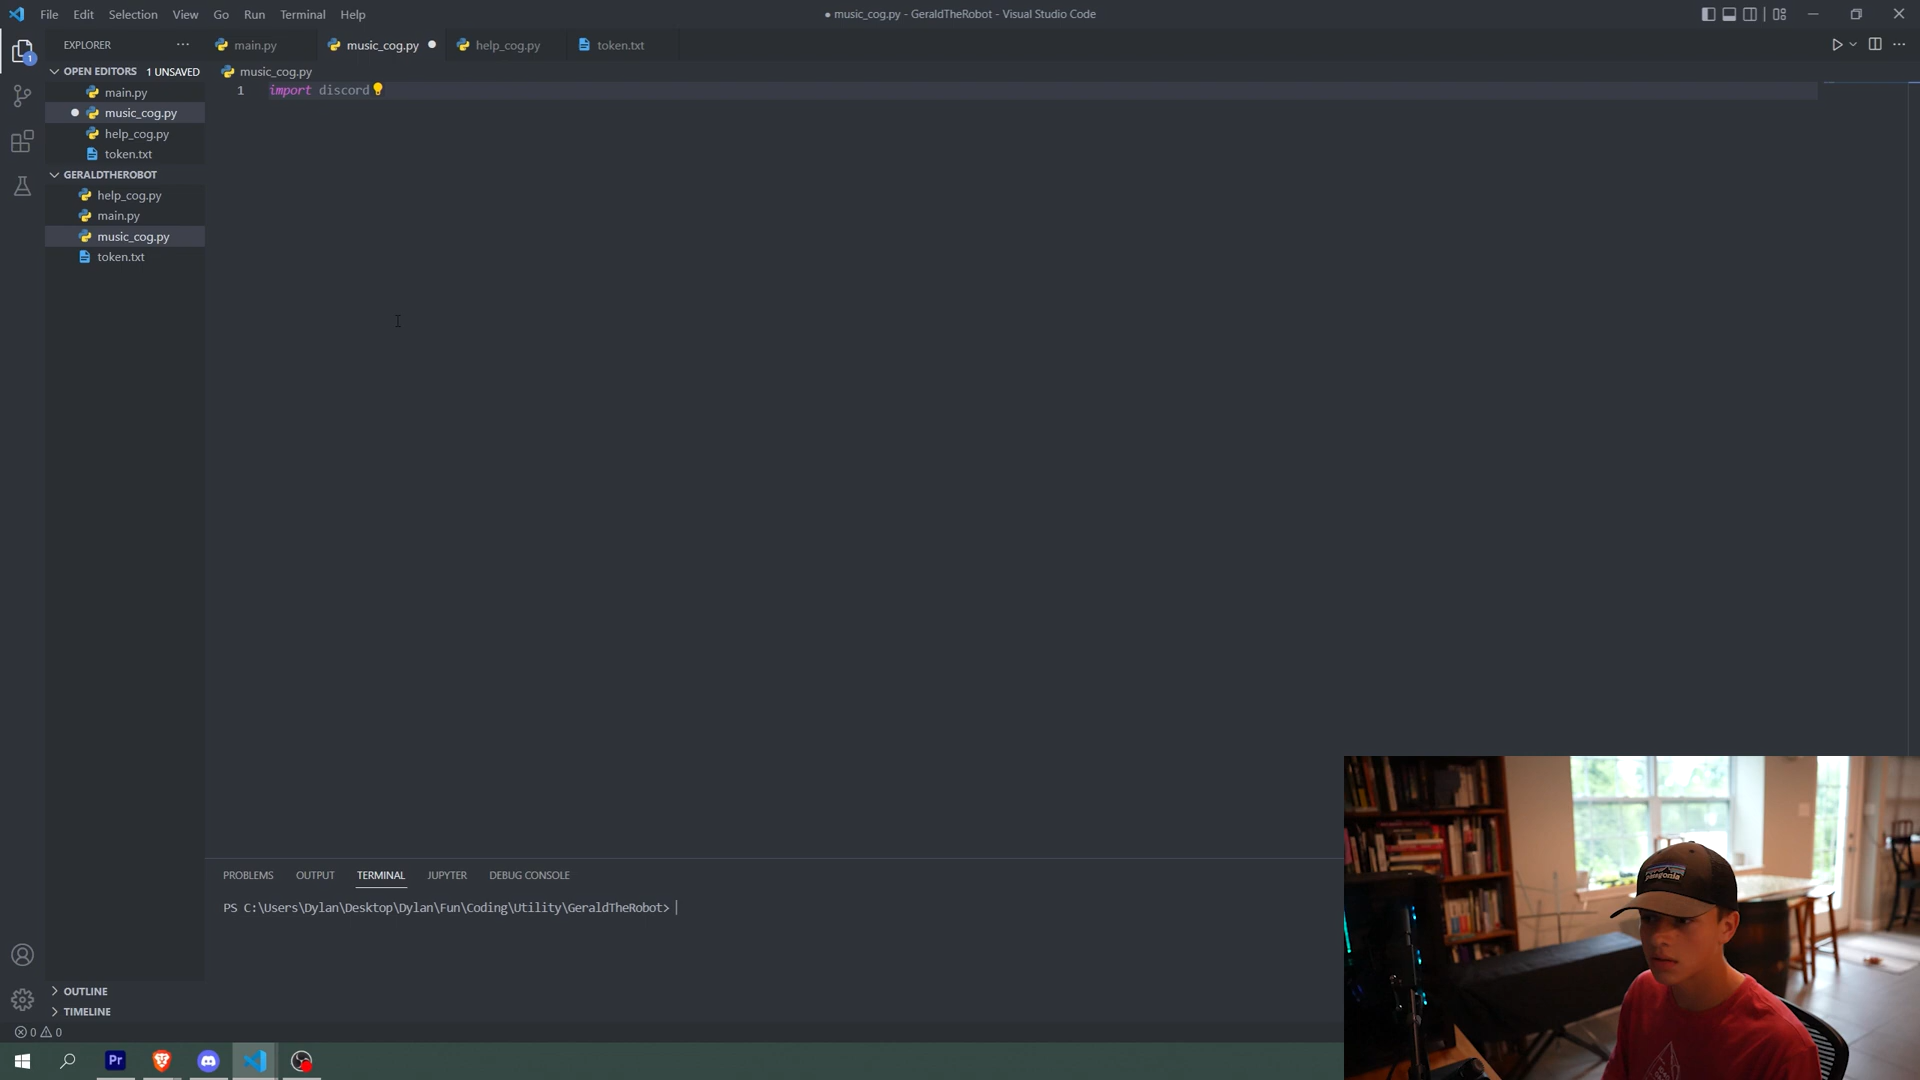 File Edit Selection View Go Run Terminal Help
● music_cog.py - GeraldTheRobot - Visual Studio Code
EXPLORER
main.py
music_cog.py
help_cog.py
token.txt
OPEN EDITORS 1 UNSAVED
music_cog.py
main.py
1 import discord
music_cog.py
help_cog.py
token.txt
GERALDTHEROBOT
help_cog.py
main.py
music_cog.py
token.txt
1
PROBLEMS OUTPUT TERMINAL JUPYTER DEBUG CONSOLE
PS C:\Users\Dylan\Desktop\Dylan\Fun\Coding\Utility\GeraldTheRobot>
OUTLINE
TIMELINE
0 0
Pr
patagonia